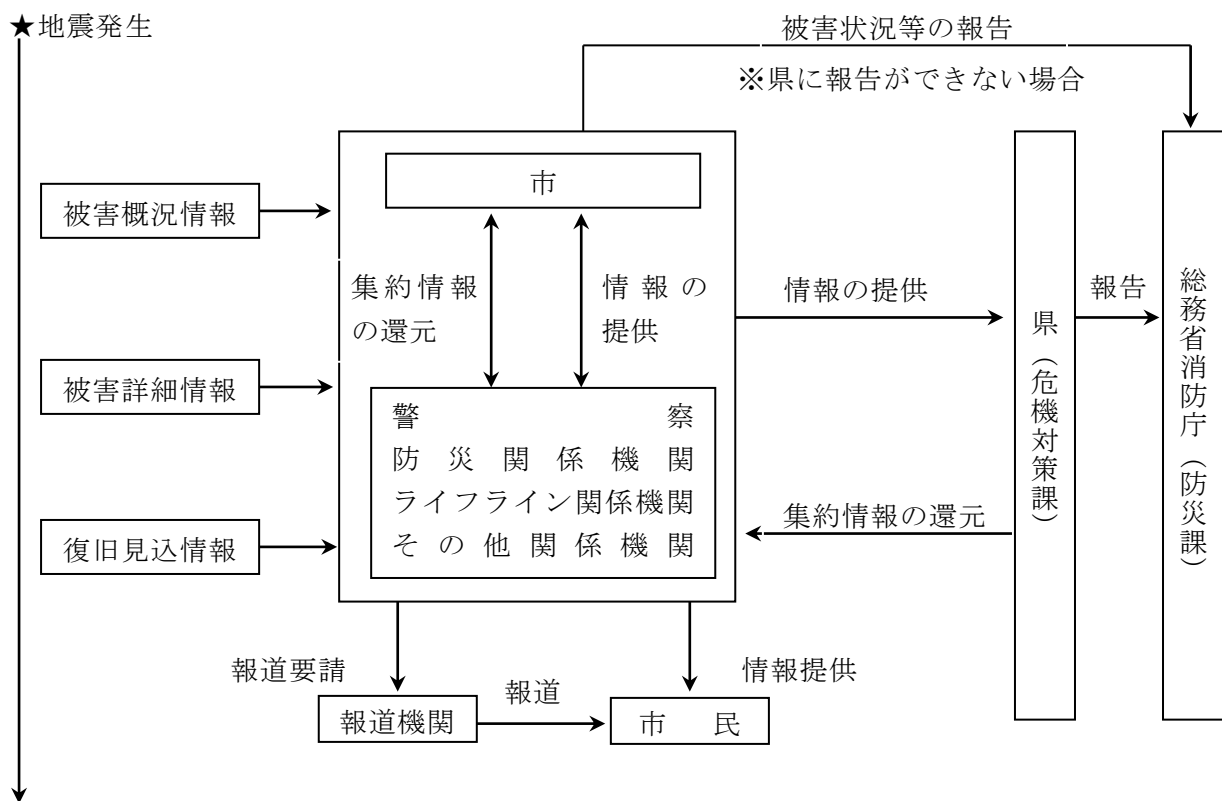 ★地震発生
被害状況等の報告
※県に報告ができない場合
市
被害概況情報
集約情報
の還元
情報の
提供
情報の提供
報告
県（危機対策課）
総務省消防庁（防災課）
被害詳細情報
警察
防災関係機関
ライフライン関係機関
その他関係機関
集約情報の還元
復旧見込情報
報道要請
情報提供
報道
報道機関
市民